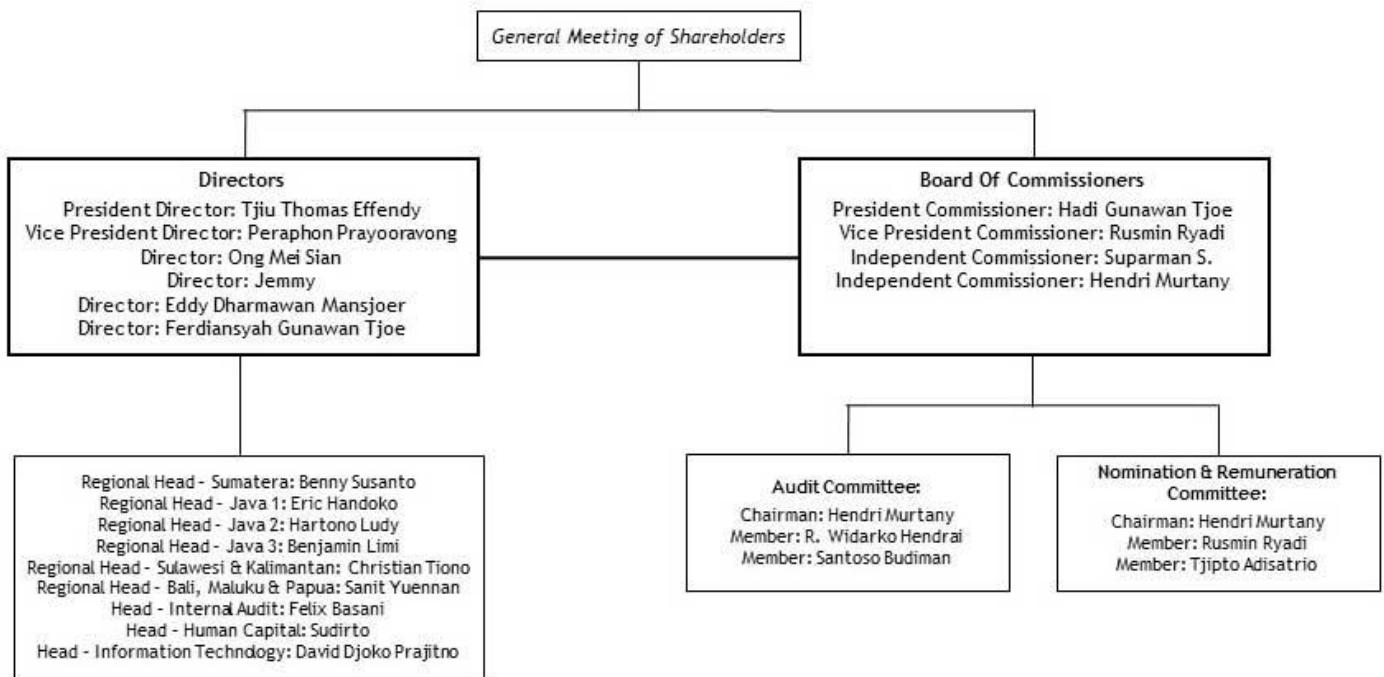 General Meeting of Shareholders
Directors
President Director: Tjiu Thomas Effendy
Vice President Director: Peraphon Prayooravong
Director: Ong Mei Sian
Director: Jemmy
Director: Eddy Dharmawan Mansjoer
Director: Ferdiansyah Gunawan Tjoe
Board Of Commissioners
President Commissioner: Hadi Gunawan Tjoe
Vice President Commissioner: Rusmin Ryadi
Independent Commissioner: Suparman S.
Independent Commissioner: Hendri Murtany
Regional Head - Sumatera: Benny Susanto
Regional Head - Java 1: Eric Handoko
Regional Head - Java 2: Hartono Ludy
Regional Head - Java 3: Benjamin Limi
Regional Head - Sulawesi & Kalimantan: Christian Tiono
Regional Head - Bali, Maluku & Papua: Sanit Yuennan
Head - Internal Audit: Felix Basani
Head - Human Capital: Sudirto
Head - Information Technology: David Djoko Prajitno
Audit Committee:
Chairman: Hendri Murtany
Member: R. Widarko Hendrai
Member: Santoso Budiman
Nomination & Remuneration
Committee:
Chairman: Hendri Murtany
Member: Rusmin Ryadi
Member: Tjipto Adisatrio